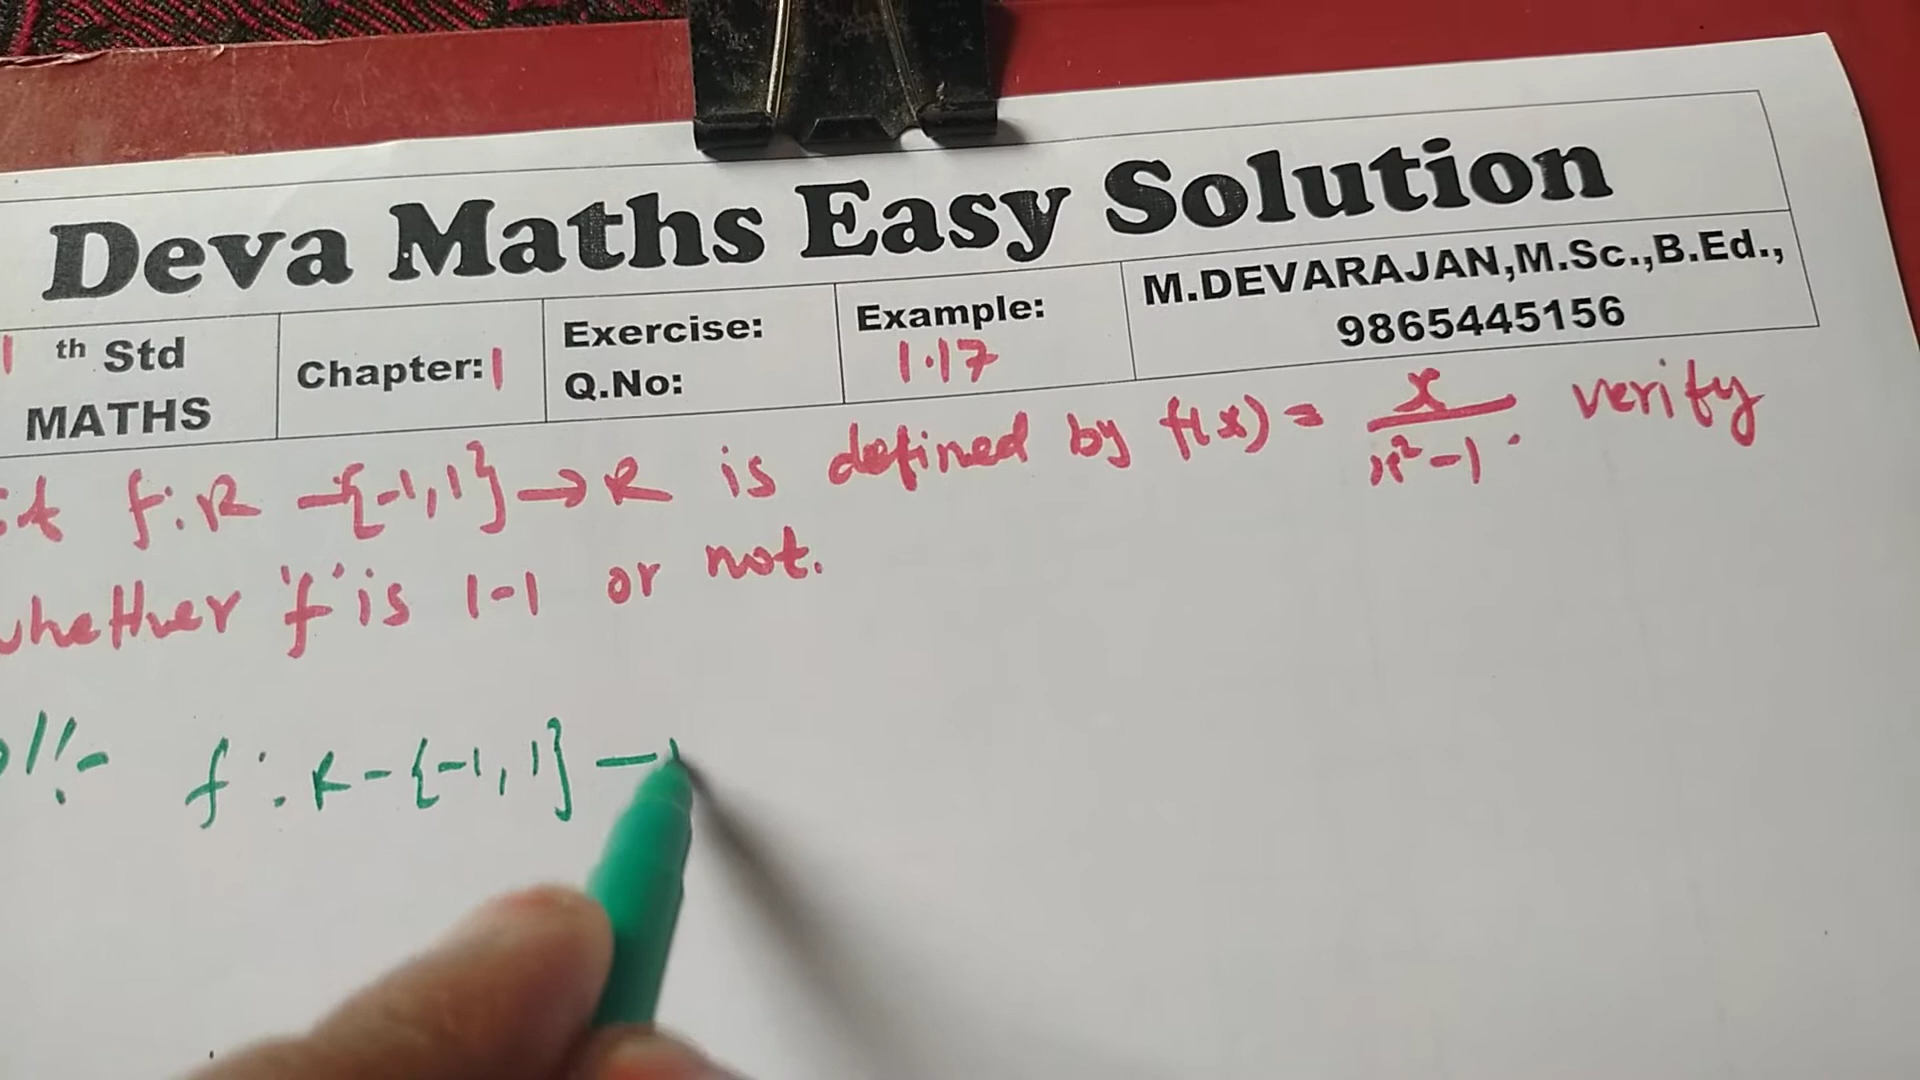 Deva Maths Easy Solution
th Std
MATHS
Chapter: 1
Exercise:
Q.No:
Example:
1.17
M.DEVARAJAN,M.Sc.,B.Ed.,
9865445156
f: R -{-1,1}→R is defined by f(x) = x/x²-1. verify
whether 'f' is 1-1 or not.
f: R-{-1,1}